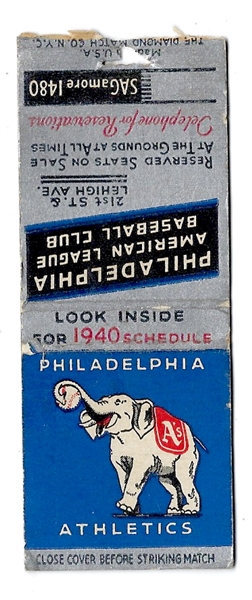 PHILADELPHIA
AMERICAN LEAGUE
BASEBALL CLUB
21st ST. &
LEHIGH AVE.
RESERVED SEATS ON SALE
AT THE GROUNDS AT ALL TIMES
Telephone for Reservations
SAGamore 1480
U.S.A.
THE DIAMOND MATCH CO. N.Y.C.
LOOK INSIDE
FOR 1940 SCHEDULE
PHILADELPHIA
A's
ATHLETICS
CLOSE COVER BEFORE STRIKING MATCH